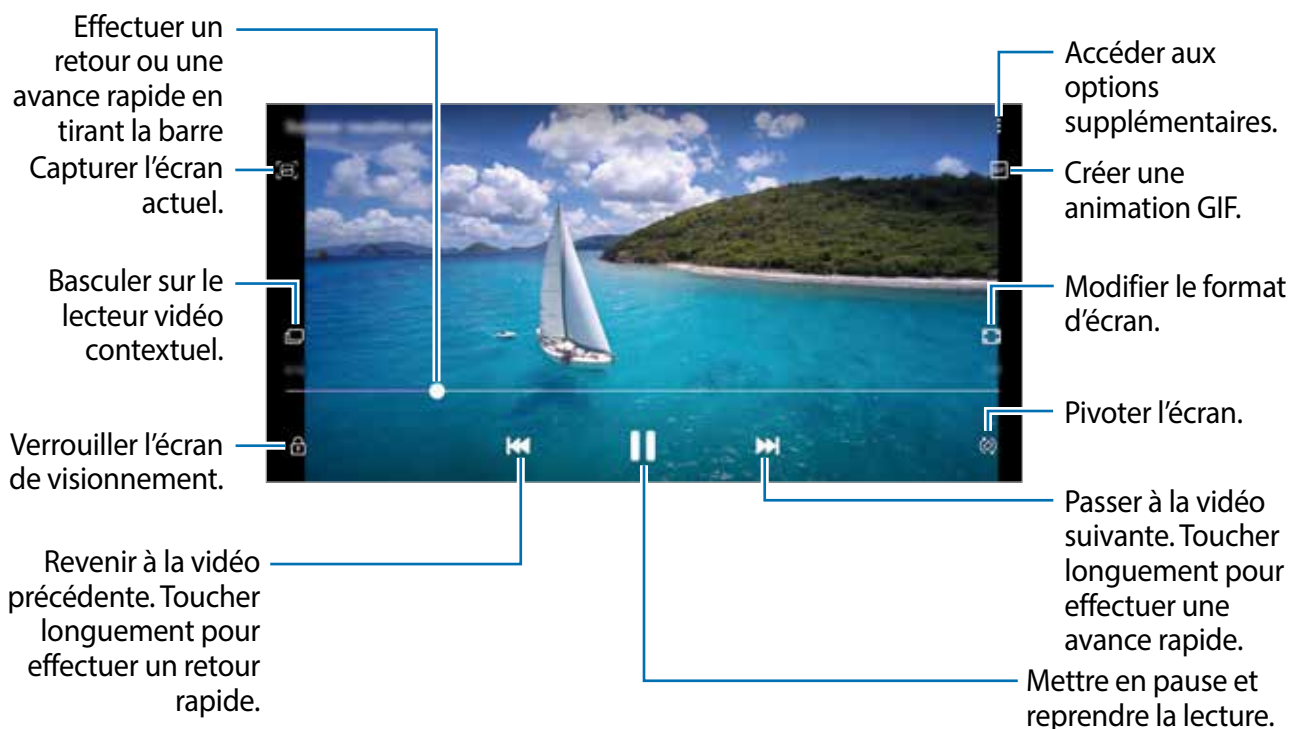 Effectuer un
retour ou une
avance rapide en
tirant la barre
Capturer l’écran
actuel.
Basculer sur le
lecteur vidéo
contextuel.
Verrouiller l’écran
de visionnement.
Revenir à la vidéo
précédente. Toucher
longuement pour
effectuer un retour
rapide.
Accéder aux
options
supplémentaires.
Créer une
animation GIF.
Modifier le format
d’écran.
Pivoter l’écran.
Passer à la vidéo
suivante. Toucher
longuement pour
effectuer une
avance rapide.
Mettre en pause et
reprendre la lecture.